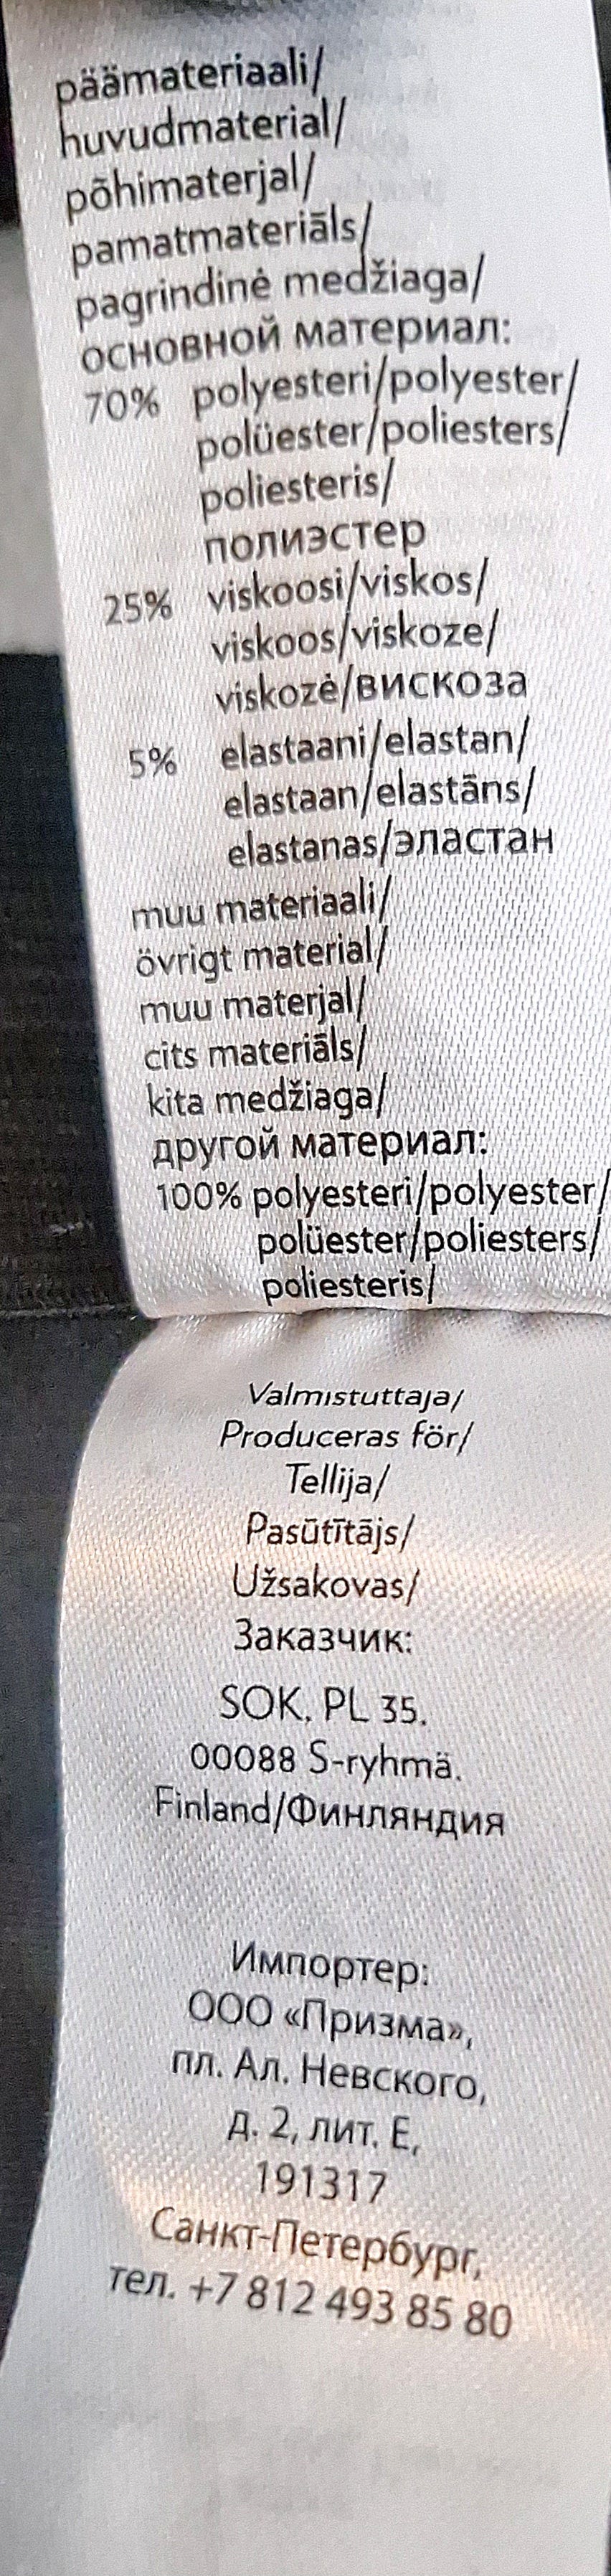 päämateriaali/
huvudmaterial/
põhimaterjal/
pamatmateriāls/
pagrindinė medžiaga/
основной материал:
70% polyesteri/polyester/
polüester/poliesters/
poliesteris/
полиэстер
25% viskoosi/viskos/
viskoos/viskoze/
viskozė/вискоза
5% elastaani/elastan/
elastaan/elastāns/
elastanas/эластан
muu materiaali/
övrigt material/
muu materjal/
cits materiāls/
kita medžiaga/
другой материал:
100% polyesteri/polyester/
polüester/poliesters/
poliesteris/
Valmistuttaja/
Produceras för/
Tellija/
Pasūtītājs/
Užsakovas/
Заказчик:
SOK, PL 35,
00088 S-ryhmä,
Finland/Финляндия
Импортер:
ООО «Призма»,
пл. Ал. Невского,
д. 2, лит. Е,
191317
Санкт-Петербург,
тел. +7 812 493 85 80